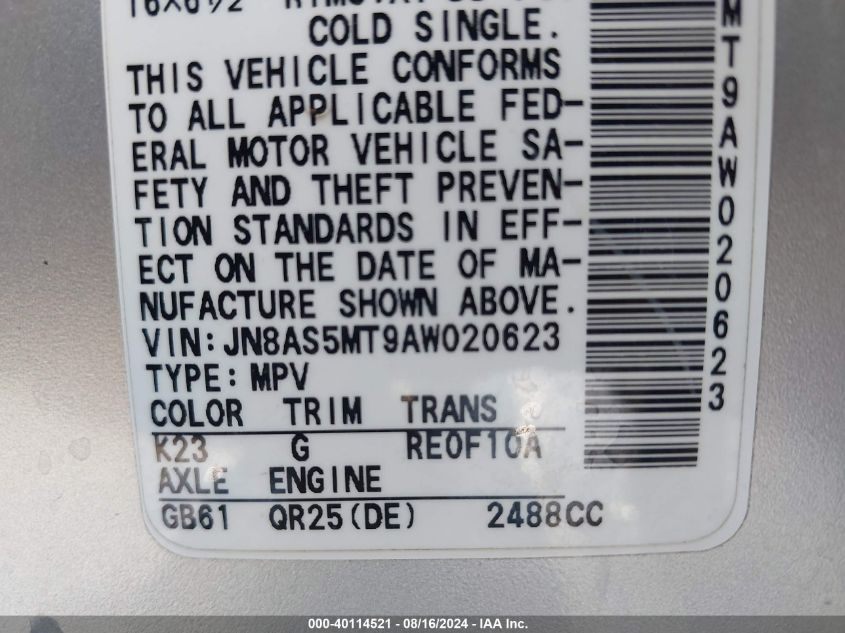 COLD SINGLE.
THIS VEHICLE CONFORMS
TO ALL APPLICABLE FED-
ERAL MOTOR VEHICLE SA-
FETY AND THEFT PREVEN-
TION STANDARDS IN EFF-
ECT ON THE DATE OF MA-
NUFACTURE SHOWN ABOVE.
VIN:JN8AS5MT9AW020623
TYPE:MPV
COLOR TRIM TRANS
K23 G RE0F10A
AXLE ENGINE
GB61 QR25(DE) 2488CC
MT9AW020623
000-40114521 - 08/16/2024 - IAA Inc.